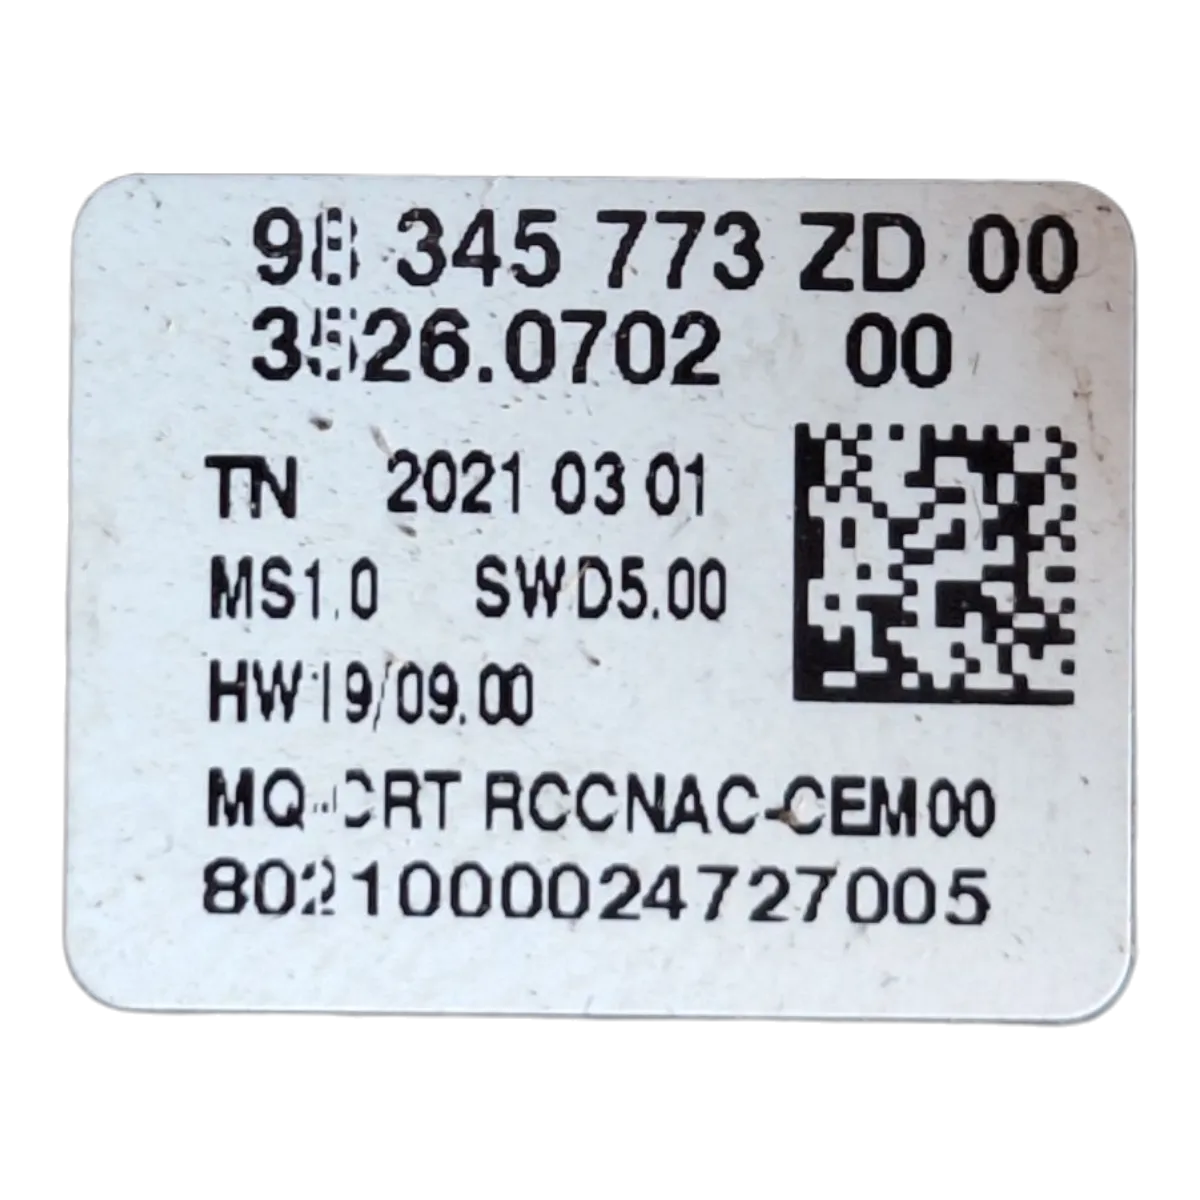 98 345 773 ZD 00
3526.0702 00
TN 2021 03 01
MS1.0 SWD5.00
HW19/09.00
MQ-CRT RCCNAC-CEM00
8021000024727005